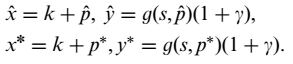 x̂ = k + p̂, ŷ = g(s,p̂)(1 + γ),
x* = k + p*, y* = g(s,p*)(1 + γ).